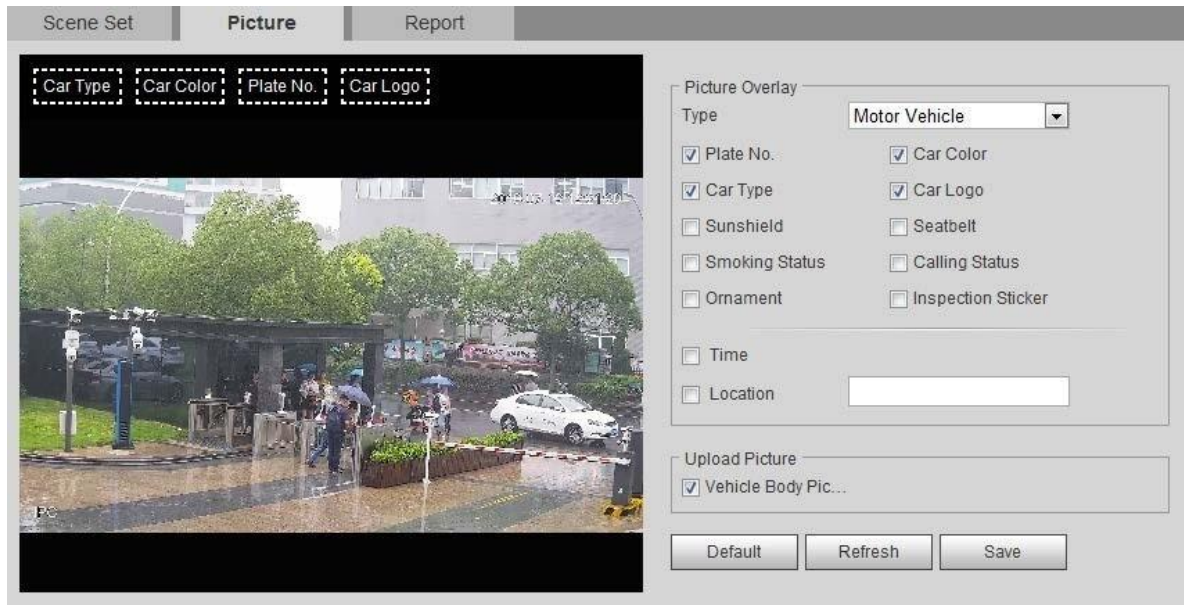 Scene Set Picture Report
Car Type Car Color Plate No. Car Logo
Picture Overlay
Type Motor Vehicle
Plate No. Car Color
Car Type Car Logo
Sunshield Seatbelt
Smoking Status Calling Status
Ornament Inspection Sticker
Time
Location
Upload Picture
Vehicle Body Pic...
Default Refresh Save
PC